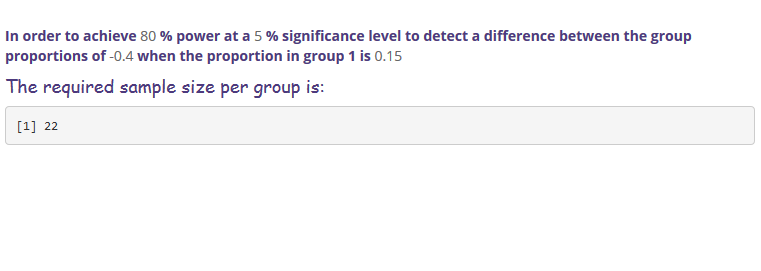 In order to achieve 80 % power at a 5 % significance level to detect a difference between the group
proportions of -0.4 when the proportion in group 1 is 0.15
The required sample size per group is:
[1] 22